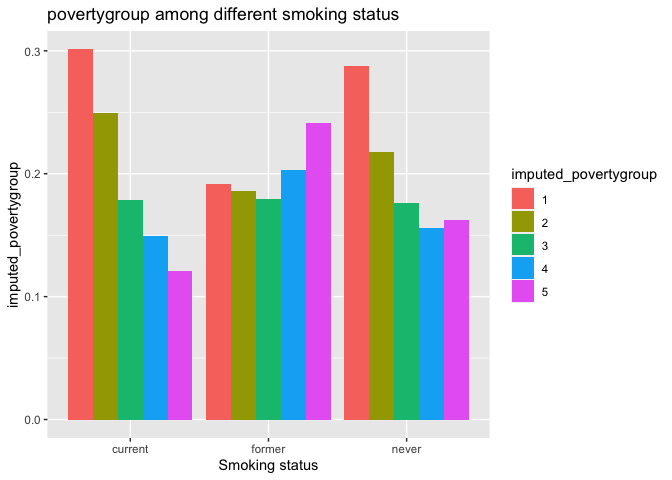 povertygroup among different smoking status
imputed_povertygroup
0.3
0.2
0.1
0.0
current former never
Smoking status
imputed_povertygroup
1
2
3
4
5